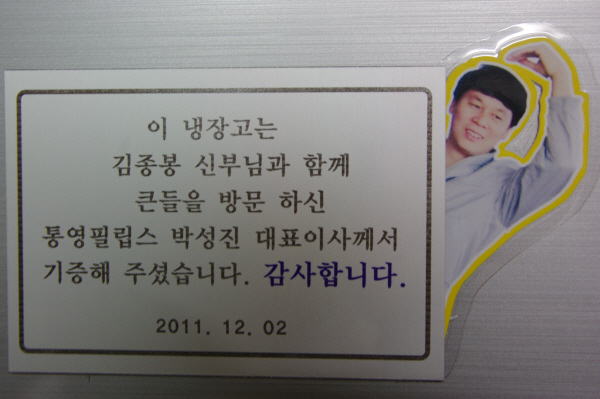 이 냉장고는
김종봉 신부님과 함께
큰들을 방문 하신
통영필립스 박성진 대표이사께서
기증해 주셨습니다. 감사합니다.
2011. 12. 02